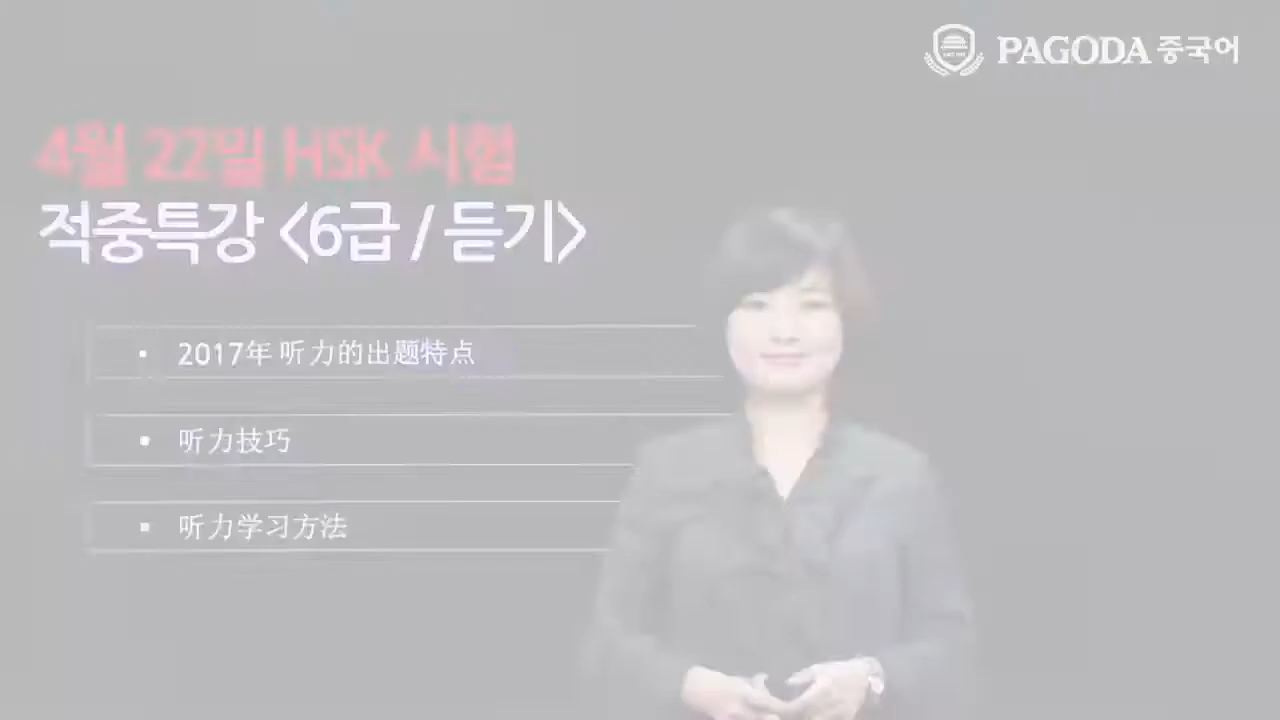 PAGODA 중국어
4월 22일 HSK 시험
적중특강 <6급 / 듣기>
▪ 2017年 听力的出题特点
▪ 听力技巧
▪ 听力学习方法